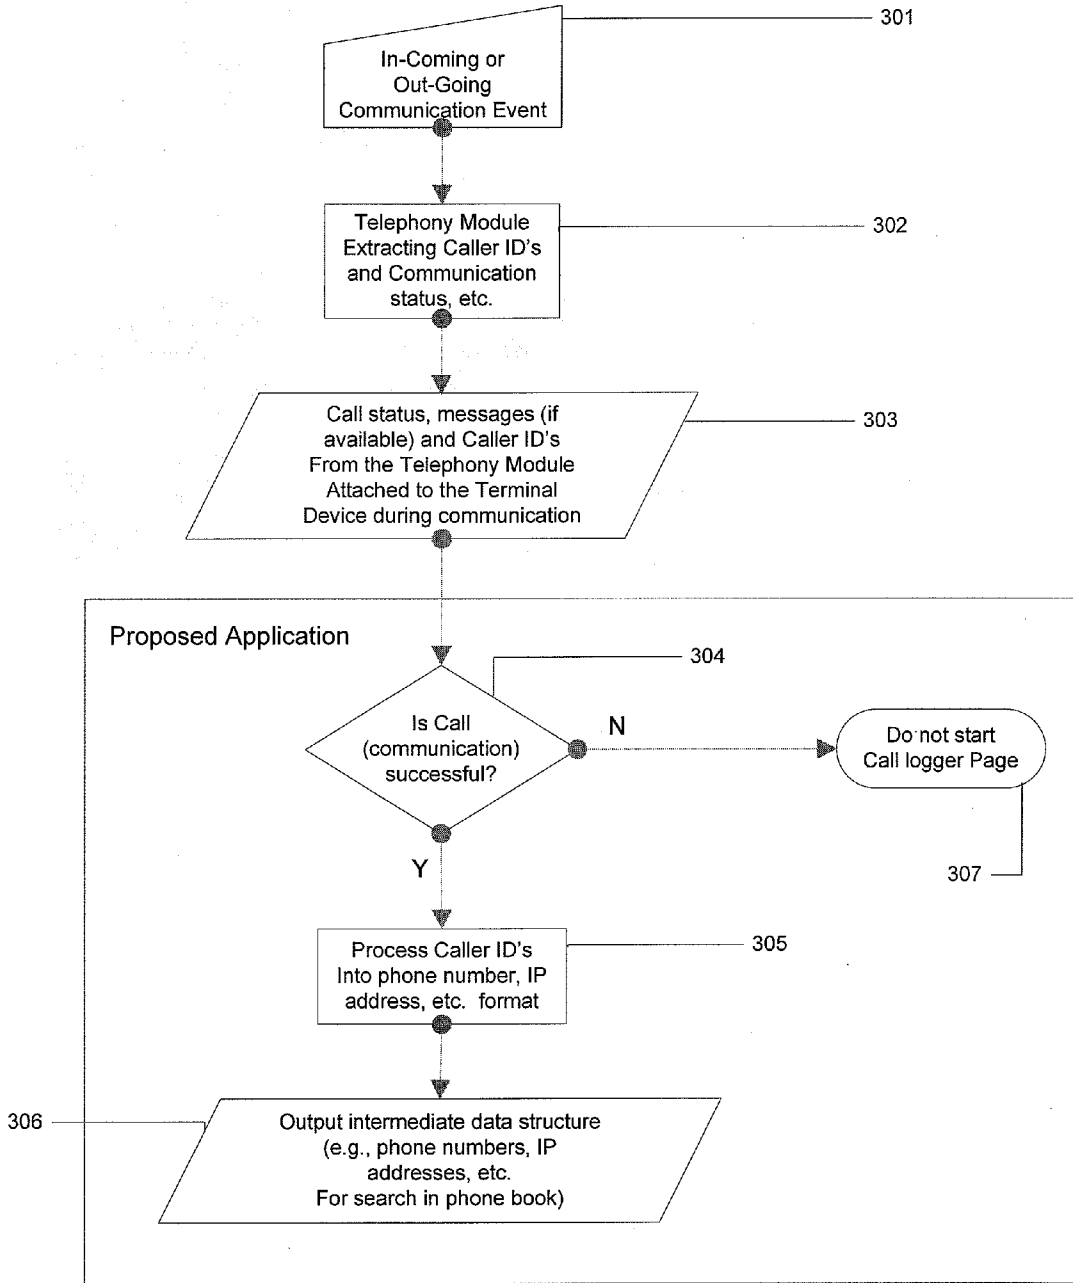 301
In-Coming or
Out-Going
Communication Event
Telephony Module
Extracting Caller ID's
and Communication
status, etc.
302
Call status, messages (if
available) and Caller ID's
From the Telephony Module
Attached to the Terminal
Device during communication
303
Proposed Application
304
Is Call
(communication)
successful?
N
Do not start
Call logger Page
307
Y
Process Caller ID's
Into phone number, IP
address, etc. format
305
306
Output intermediate data structure
(e.g., phone numbers, IP
addresses, etc.
For search in phone book)